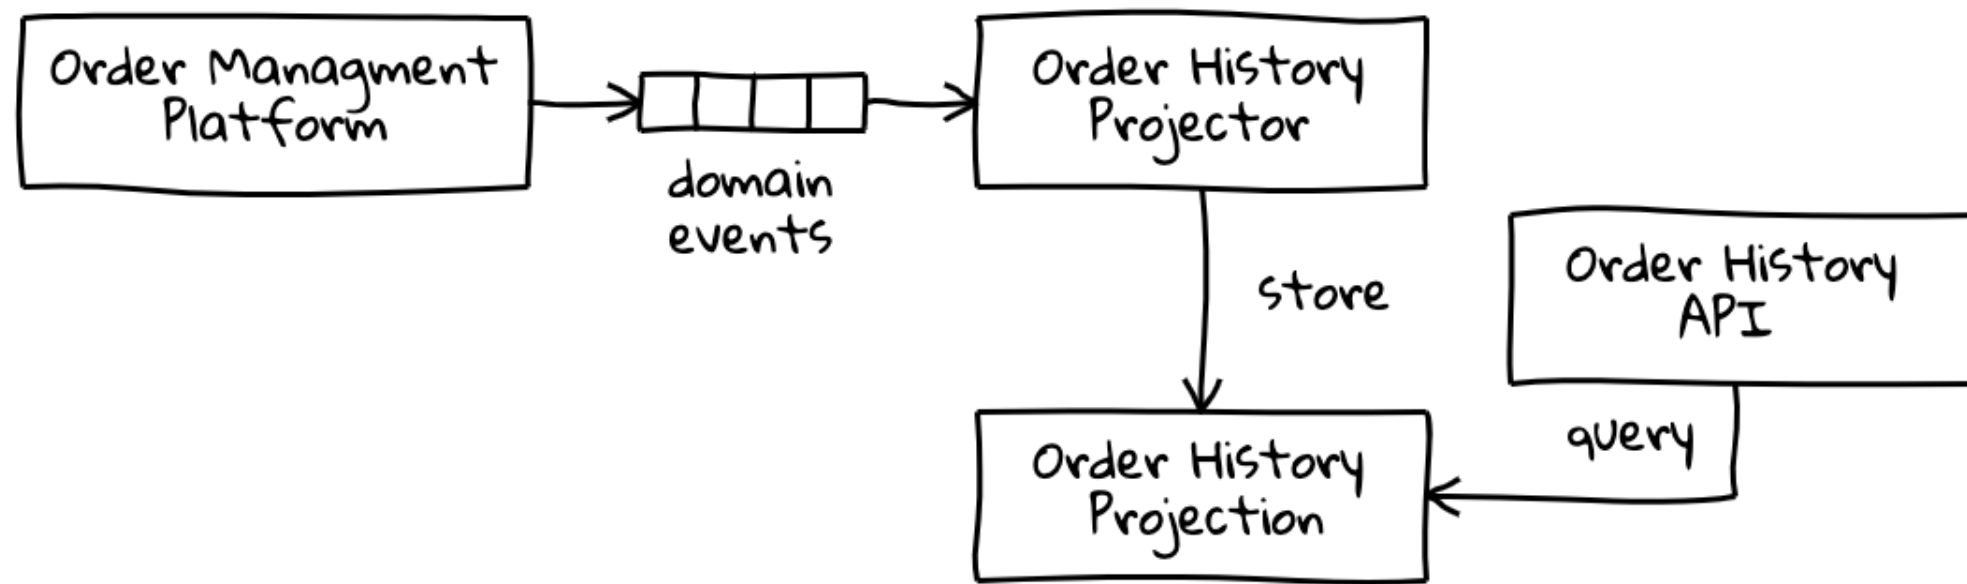 Order Managment
Platform
domain
events
Order History
Projector
store
Order History
API
query
Order History
Projection